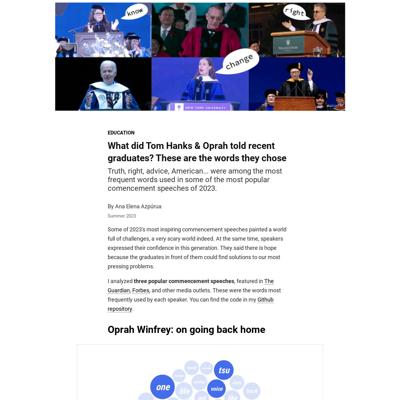 know
right
change
NEW YORK UNIVERSITY
EDUCATION
What did Tom Hanks & Oprah told recent
graduates? These are the words they chose
Truth, right, advice, American... were among the most
frequent words used in some of the most popular
comencement speeches of 2023.
By Ana Elena Azpúrua
Summer 2023
Some of 2023's most inspiring commencement speeches painted a world
full of challenges, a very scary world indeed. At the same time, speakers
expressed their confidence in this generation. They said there is hope
because the graduates in front of them could find solutions to our most
pressing problems.
I analyzed three popular commencement speeches, featured in The
Guardian, Forbes, and other media outlets. These were the words most
frequently used by each speaker. You can find the code in my Github
repository.
Oprah Winfrey: on going back home
tsu
one
voice
life